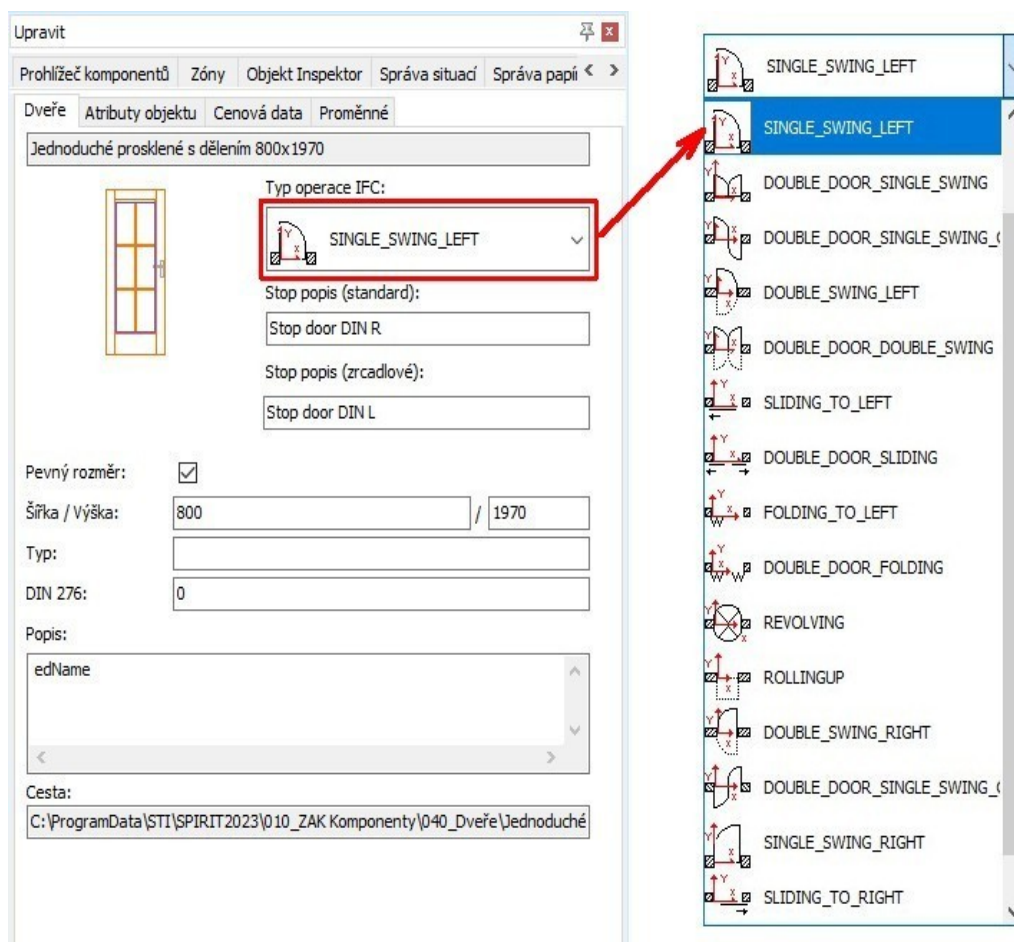 Upravit
Prohlížeč komponentů Zóny Objekt Inspektor Správa situací Správa papí
Dveře Atributy objektu Cenová data Proměnné
Jednoduché prosklené s dělením 800x1970
Typ operace IFC:
SINGLE_SWING_LEFT
Stop popis (standard):
Stop door DIN R
Stop popis (zrcadlové):
Stop door DIN L
Pevný rozměr:
Šířka / Výška: 800 / 1970
Typ:
DIN 276: 0
Popis:
edName
Cesta:
C:\ProgramData\STI\SPIRIT2023\010_ZAK Komponenty\040_Dveře\Jednoduché
SINGLE_SWING_LEFT
SINGLE_SWING_LEFT
DOUBLE_DOOR_SINGLE_SWING
DOUBLE_DOOR_SINGLE_SWING_
DOUBLE_SWING_LEFT
DOUBLE_DOOR_DOUBLE_SWING
SLIDING_TO_LEFT
DOUBLE_DOOR_SLIDING
FOLDING_TO_LEFT
DOUBLE_DOOR_FOLDING
REVOLVING
ROLLINGUP
DOUBLE_SWING_RIGHT
DOUBLE_DOOR_SINGLE_SWING_
SINGLE_SWING_RIGHT
SLIDING_TO_RIGHT